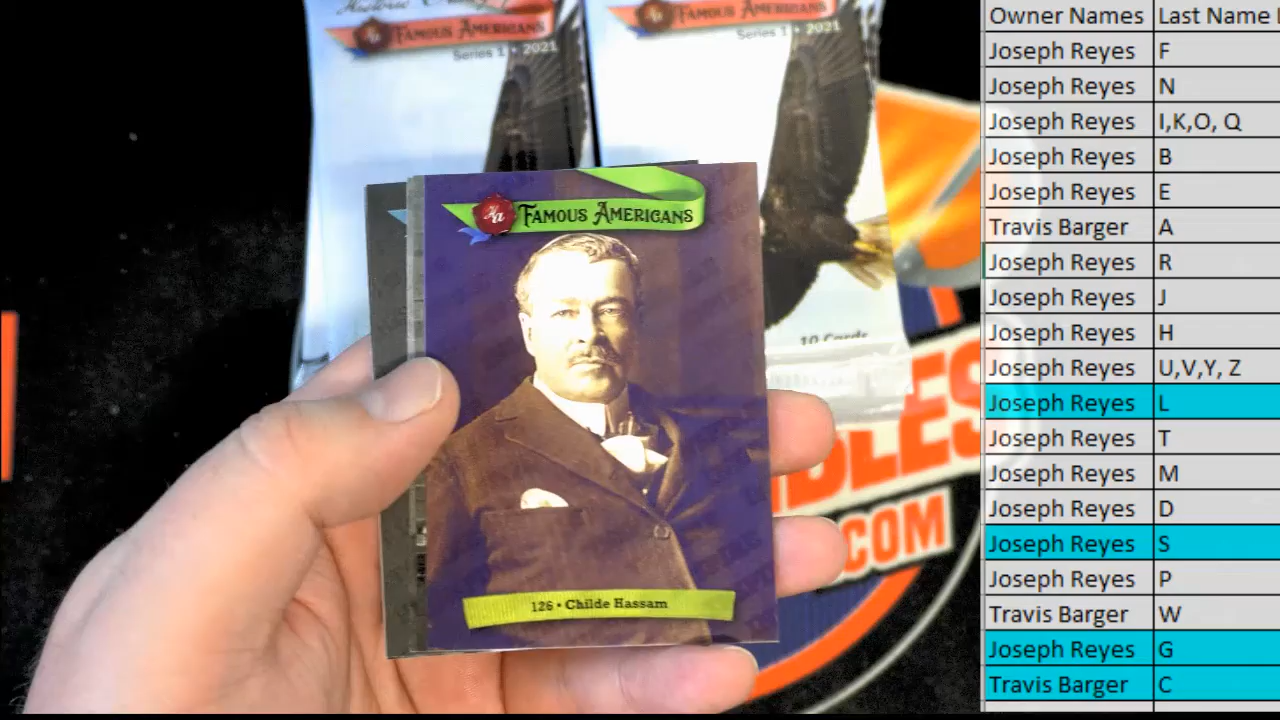 Historic
FAMOUS AMERICANS
Series 1 • 2021
FAMOUS AMERICANS
Series 1 • 2021
10 Cards
Ha
FAMOUS AMERICANS
126 • Childe Hassam
.COM
Owner Names Last Name
Joseph Reyes F
Joseph Reyes N
Joseph Reyes I,K,O, Q
Joseph Reyes B
Joseph Reyes E
Travis Barger A
Joseph Reyes R
Joseph Reyes J
Joseph Reyes H
Joseph Reyes U,V,Y, Z
Joseph Reyes L
Joseph Reyes T
Joseph Reyes M
Joseph Reyes D
Joseph Reyes S
Joseph Reyes P
Travis Barger W
Joseph Reyes G
Travis Barger C